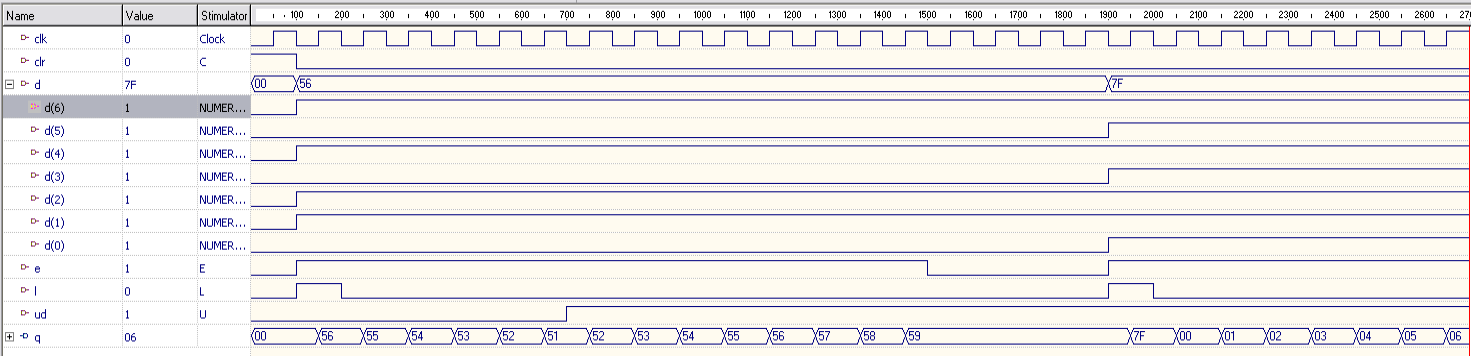 Name Value Stimulator 100 200 300 400 500 600 700 800 900 1000 1100 1200 1300 1400 1500 1600 1700 1800 1900 2000 2100 2200 2300 2400 2500 2600 270
clk 0 Clock
clr 0 C
d 7F 00 56 7F
d(6) 1 NUMER...
d(5) 1 NUMER...
d(4) 1 NUMER...
d(3) 1 NUMER...
d(2) 1 NUMER...
d(1) 1 NUMER...
d(0) 1 NUMER...
e 1 E
l 0 L
ud 1 U
q 06 00 56 55 54 53 52 51 52 53 54 56 57 58 59 7F 00 01 02 03 04 05 06